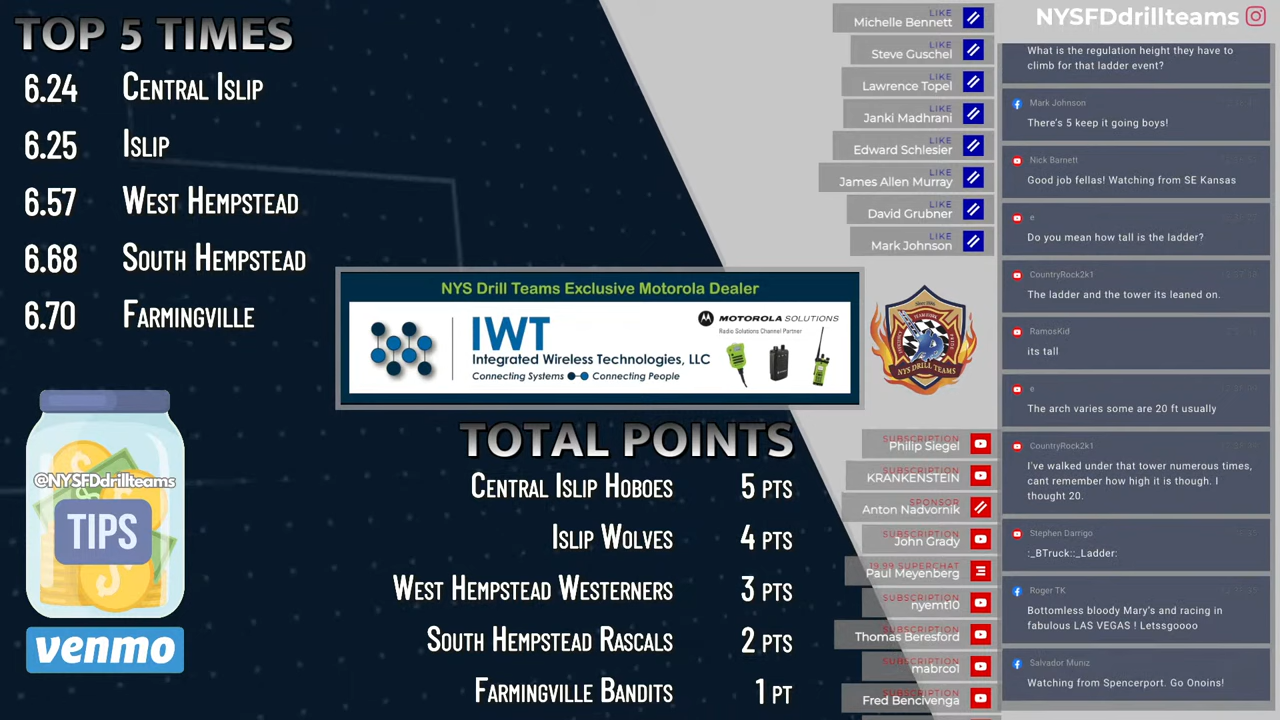 TOP 5 TIMES
6.24 Central Islip
6.25 Islip
6.57 West Hempstead
6.68 South Hempstead
6.70 Farmingville
@NYSFDdrillteams
TIPS
venmo
NYS Drill Teams Exclusive Motorola Dealer
IWT
Integrated Wireless Technologies, LLC
Connecting Systems Connecting People
MOTOROLA SOLUTIONS
Radio Solutions Channel Partner
TOTAL POINTS
Central Islip Hoboes 5 pts
Islip Wolves 4 pts
West Hempstead Westerners 3 pts
South Hempstead Rascals 2 pts
Farmingville Bandits 1 pt
LIKE
Michelle Bennett
LIKE
Steve Guschel
LIKE
Lawrence Topel
LIKE
Janki Madhrani
LIKE
Edward Schlesier
LIKE
James Allen Murray
LIKE
David Grubner
LIKE
Mark Johnson
NYS DRILL TEAMS
SUBSCRIPTION
Philip Siegel
SUBSCRIPTION
KRANKENSTEIN
SPONSOR
Anton Nadvornik
SUBSCRIPTION
John Grady
19.99 SUPERCHAT
Paul Meyenberg
SUBSCRIPTION
nyemt10
SUBSCRIPTION
Thomas Beresford
SUBSCRIPTION
mabrco1
SUBSCRIPTION
Fred Bencivenga
NYSFDdrillteams
What is the regulation height they have to
climb for that ladder event?
Mark Johnson
There's 5 keep it going boys!
Nick Barnett
Good job fellas! Watching from SE Kansas
e
Do you mean how tall is the ladder?
CountryRock2k1
The ladder and the tower its leaned on.
RamosKid
its tall
e
The arch varies some are 20 ft usually
CountryRock2k1
I've walked under that tower numerous times,
cant remember how high it is though. I
thought 20.
Stephen Darrigo
:_BTruck::_Ladder:
Roger TK
Bottomless bloody Mary's and racing in
fabulous LAS VEGAS ! Letssgoooo
Salvador Muniz
Watching from Spencerport. Go Onoins!